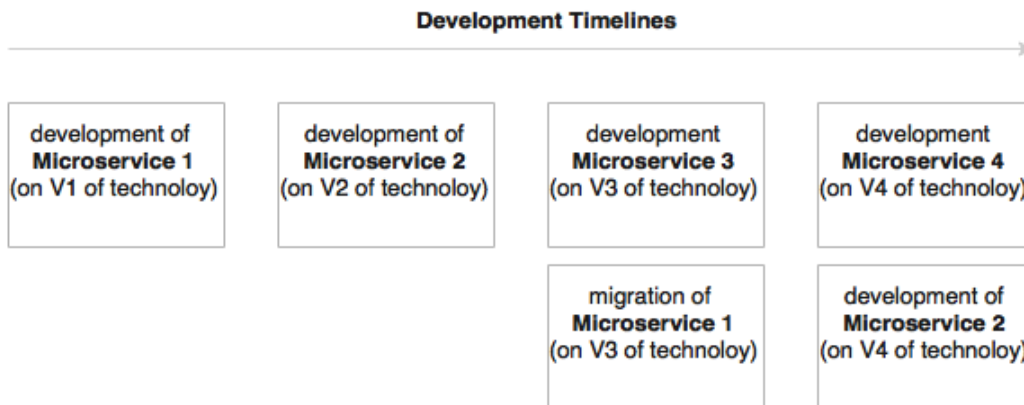 Development Timelines
development of
Microservice 1
(on V1 of technoloy)
development of
Microservice 2
(on V2 of technoloy)
development
Microservice 3
(on V3 of technoloy)
development
Microservice 4
(on V4 of technoloy)
migration of
Microservice 1
(on V3 of technoloy)
development of
Microservice 2
(on V4 of technoloy)